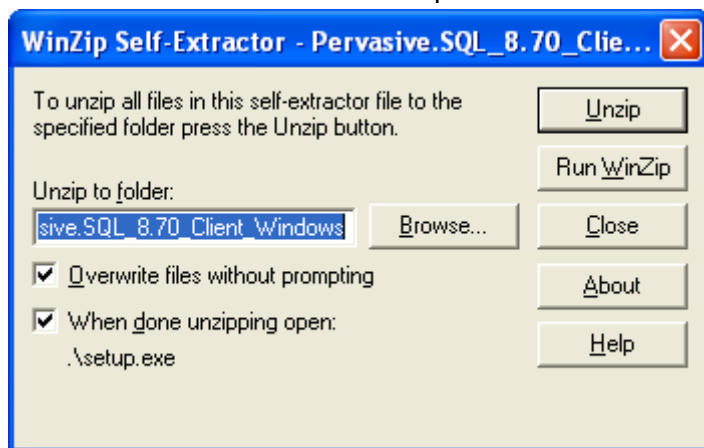 WinZip Self-Extractor - Pervasive.SQL_8.70_Clie...
To unzip all files in this self-extractor file to the
specified folder press the Unzip button.
Unzip
Run WinZip
Unzip to folder:
sive.SQL_8.70_Client_Windows
Browse...
Close
Overwrite files without prompting
About
When done unzipping open:
.\setup.exe
Help